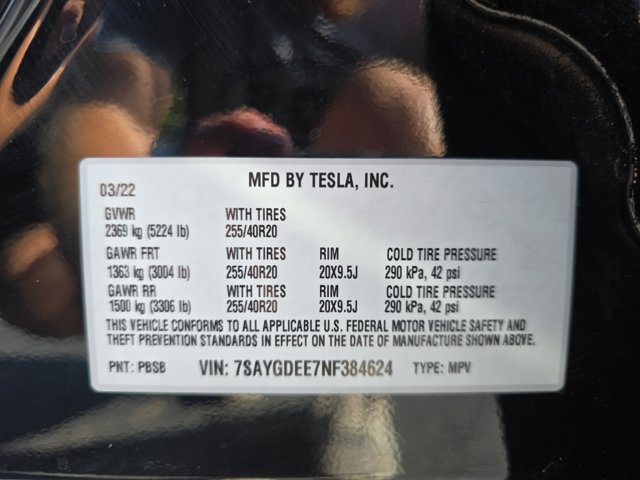 MFD BY TESLA, INC.
03/22
GVWR WITH TIRES
2369 kg (5224 lb) 255/40R20
GAWR FRT WITH TIRES RIM COLD TIRE PRESSURE
1363 kg (3004 lb) 255/40R20 20X9.5J 290 kPa, 42 psi
GAWR RR WITH TIRES RIM COLD TIRE PRESSURE
1500 kg (3306 lb) 255/40R20 20X9.5J 290 kPa, 42 psi
THIS VEHICLE CONFORMS TO ALL APPLICABLE U.S. FEDERAL MOTOR VEHICLE SAFETY AND
THEFT PREVENTION STANDARDS IN EFFECT ON THE DATE OF MANUFACTURE SHOWN ABOVE.
PNT: PBSB VIN: 7SAYGDEE7NF384624 TYPE: MPV